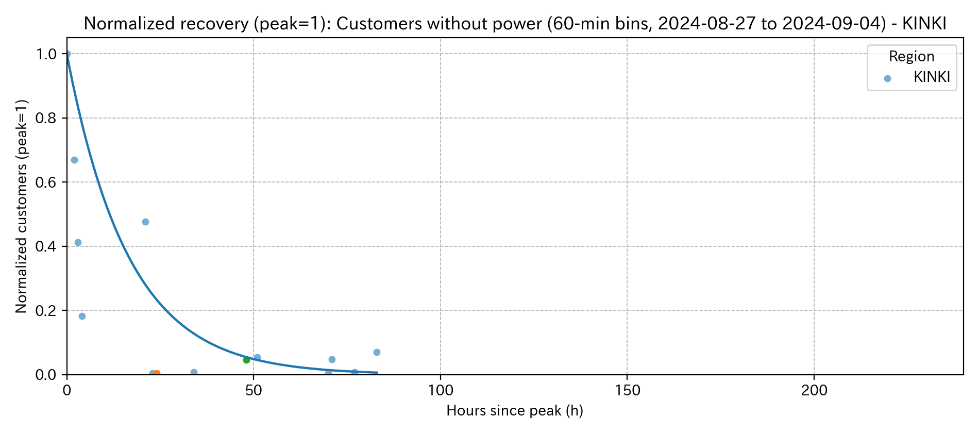 Normalized recovery (peak=1): Customers without power (60-min bins, 2024-08-27 to 2024-09-04) - KINKI
Region
KINKI
Normalized customers (peak=1)
1.0
0.8
0.6
0.4
0.2
0.0
0 50 100 150 200
Hours since peak (h)